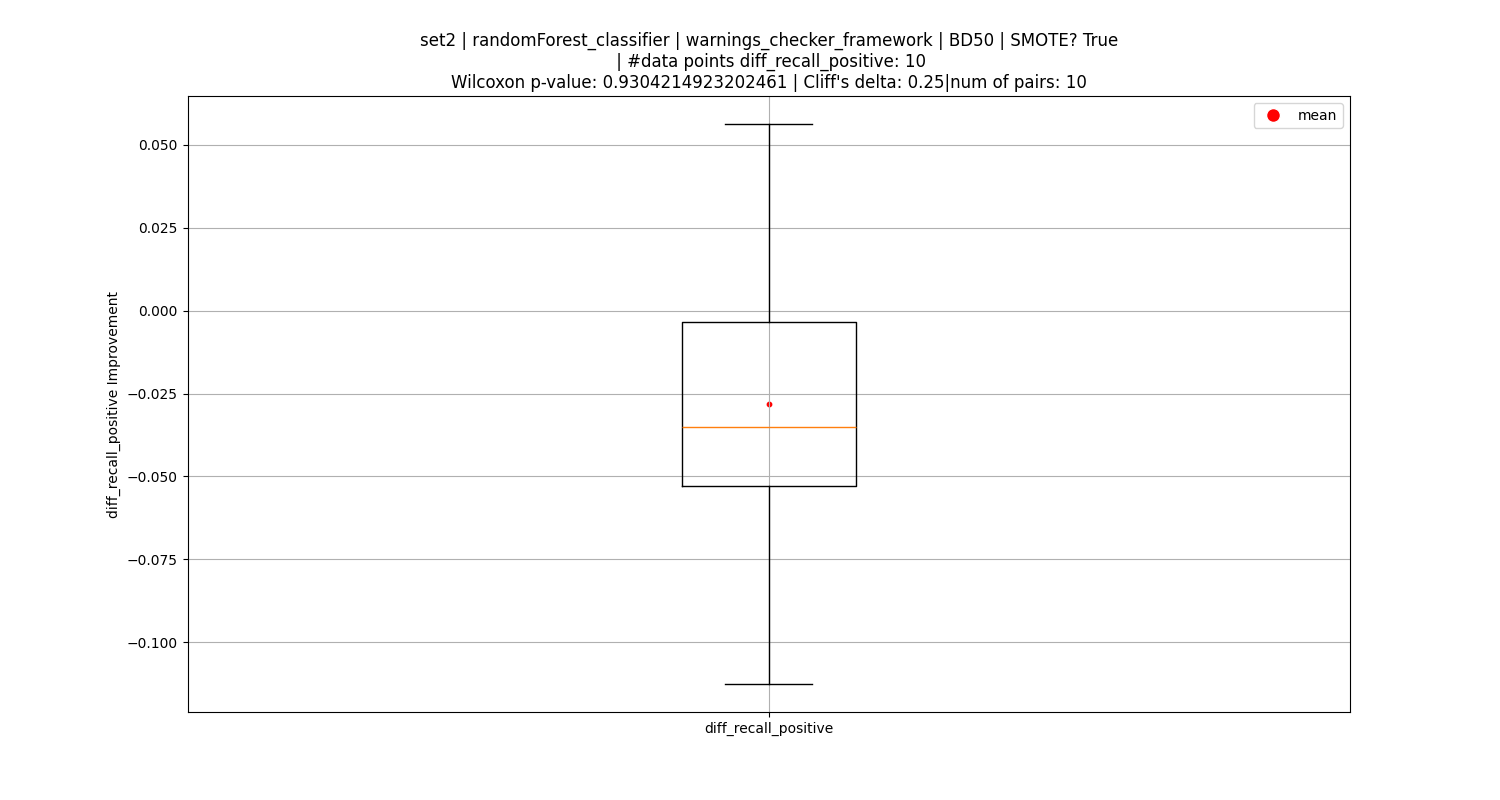 set2 | randomForest_classifier | warnings_checker_framework | BD50 | SMOTE? True
| #data points diff_recall_positive: 10
Wilcoxon p-value: 0.9304214923202461 | Cliff's delta: 0.25|num of pairs: 10
mean
0.050
0.025
0.000
−0.025
−0.050
−0.075
−0.100
diff_recall_positive Improvement
diff_recall_positive